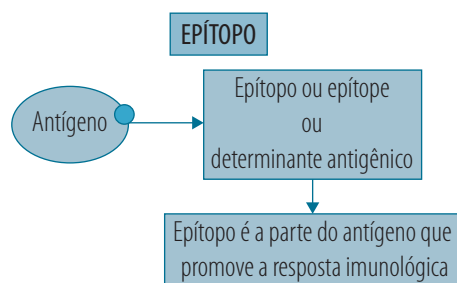 EPÍTOPO
Antígeno
Epítopo ou epítope
ou
determinante antigênico
Epítopo é a parte do antígeno que
promove a resposta imunológica